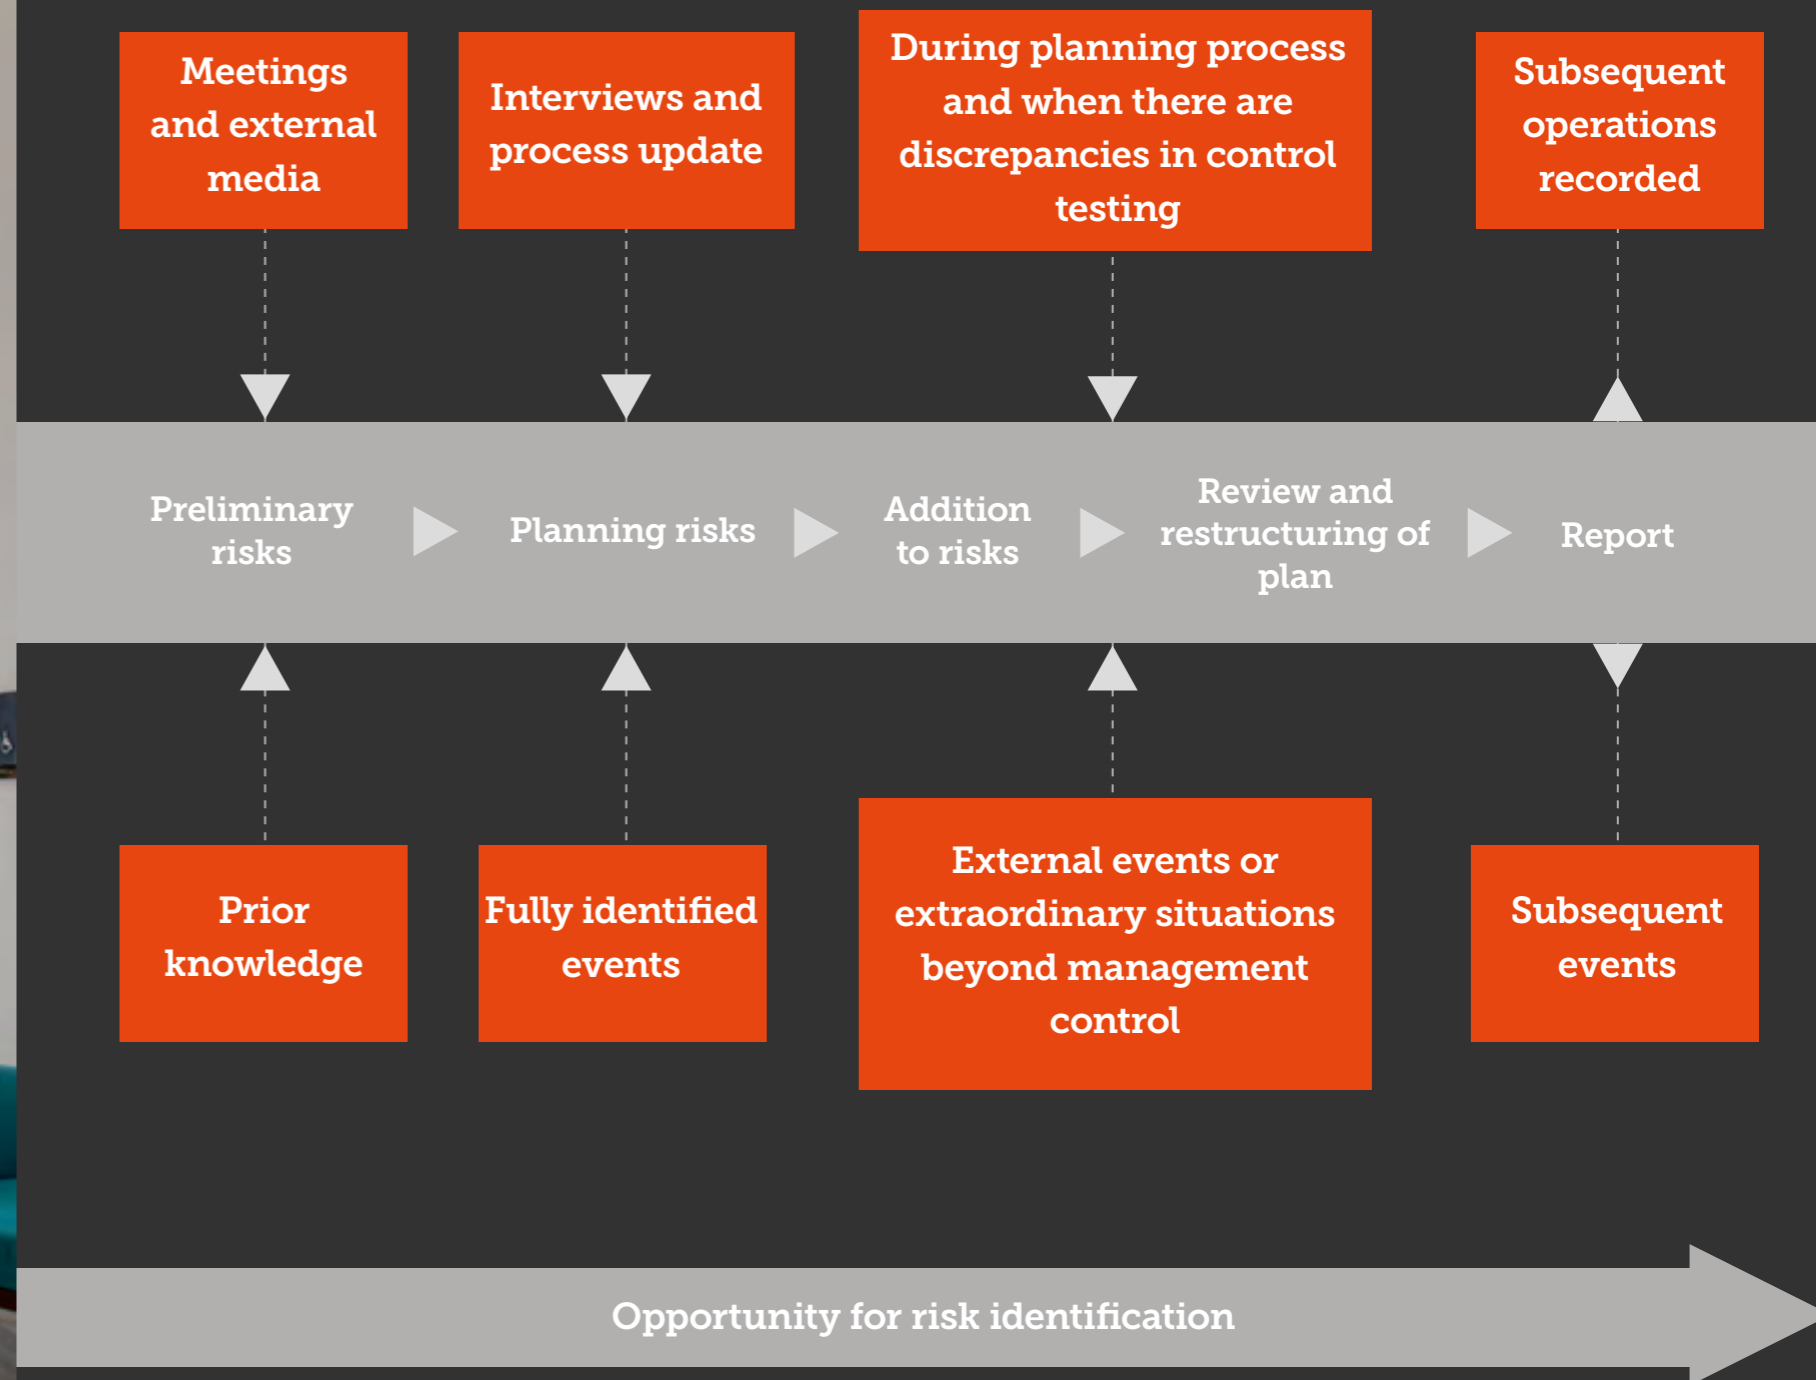 Meetings
and external
media
Interviews and
process update
During planning process
and when there are
discrepancies in control
testing
Subsequent
operations
recorded
Preliminary
risks
Planning risks
Addition
to risks
Review and
restructuring of
plan
Report
Prior
knowledge
Fully identified
events
External events or
extraordinary situations
beyond management
control
Subsequent
events
Opportunity for risk identification